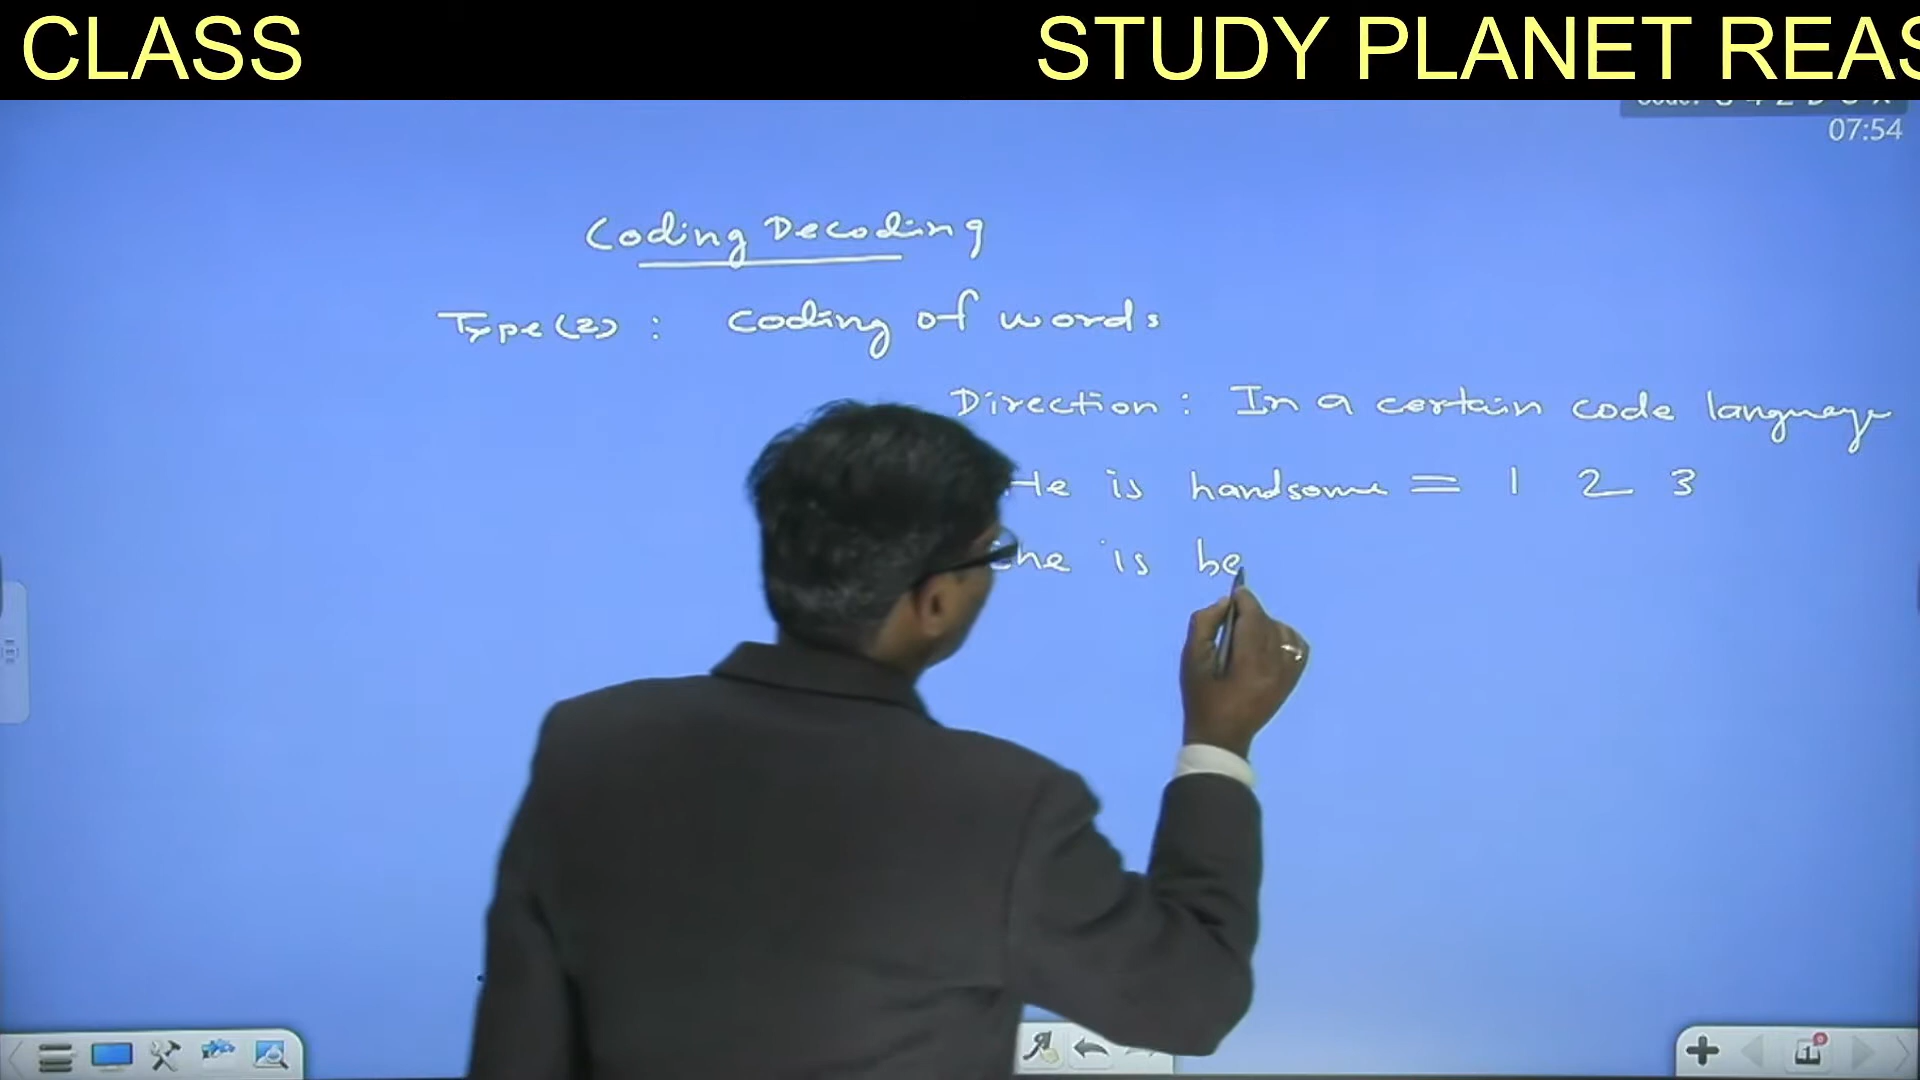 CLASS STUDY PLANET REAS
07:54
Coding Decoding
Type (2) : Coding of words
Direction : In a certain code language
He is handsome = 1 2 3
she is be